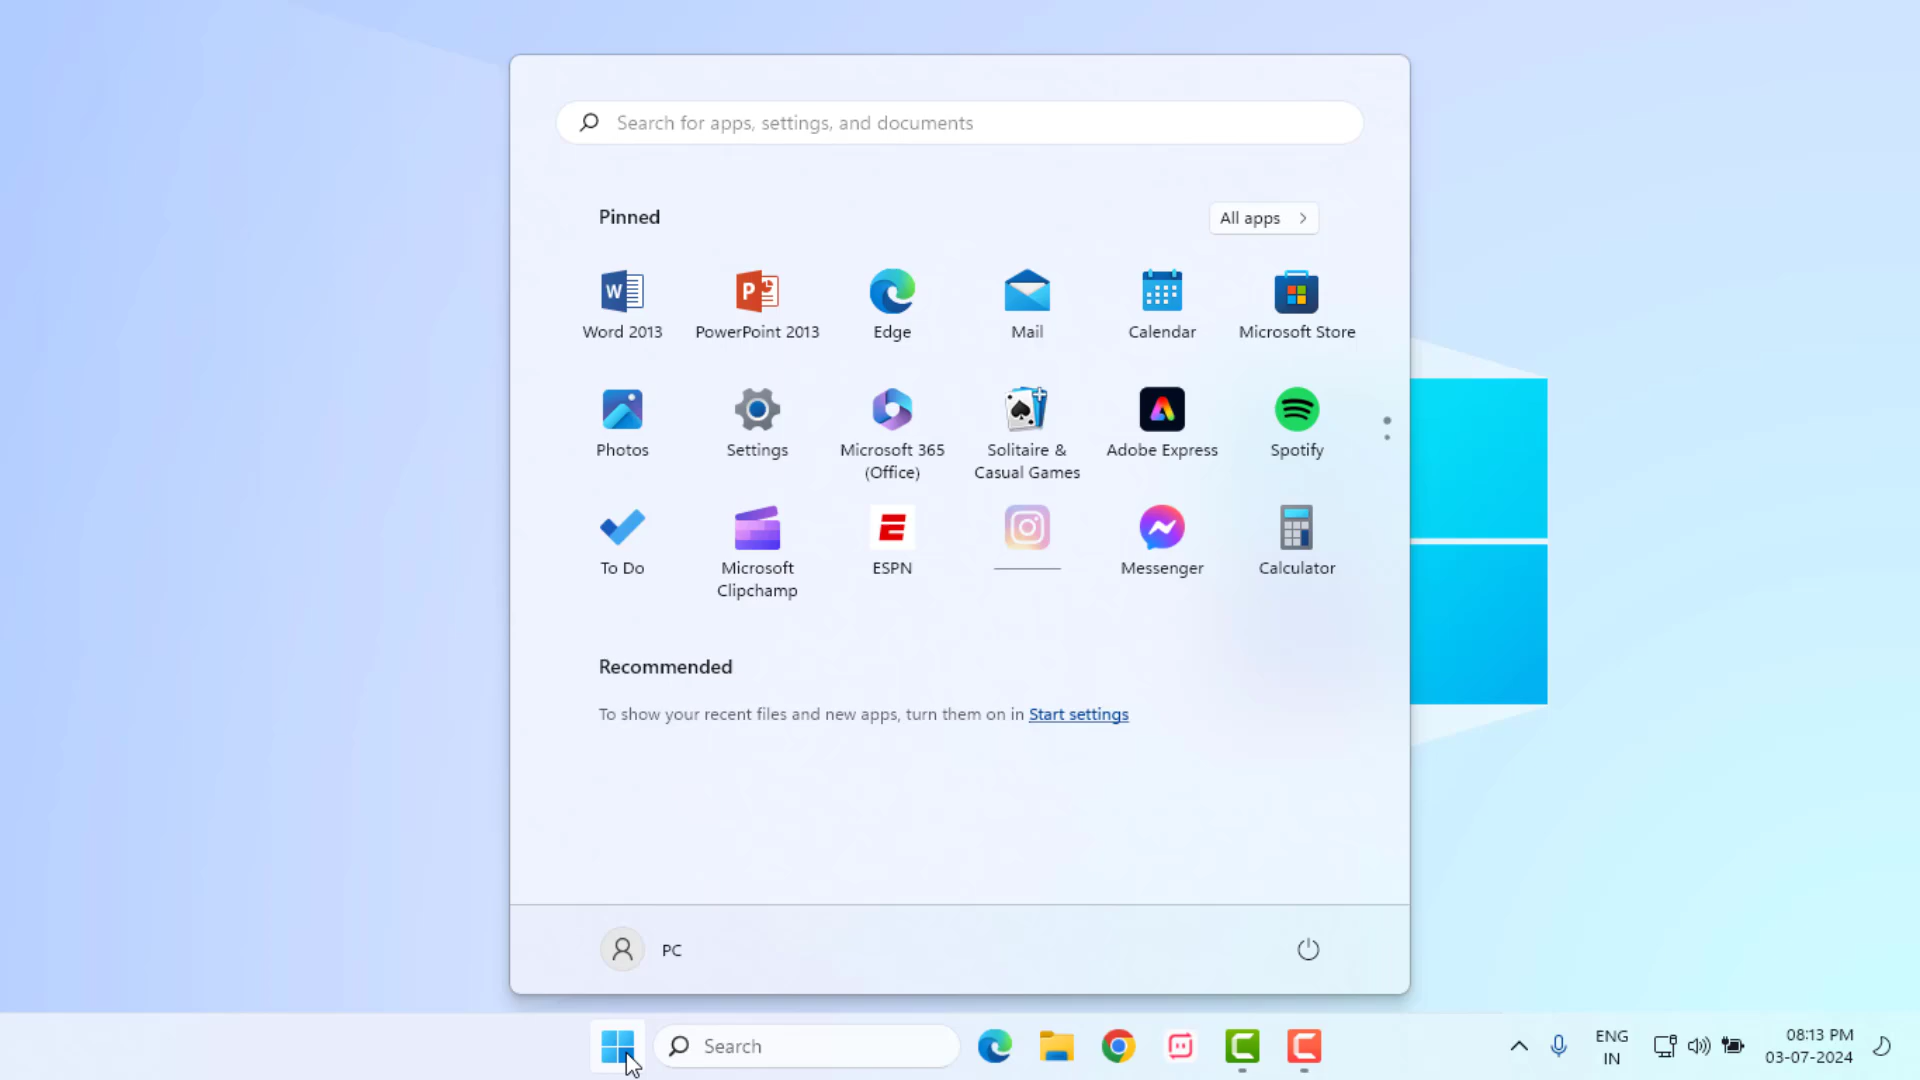 Search for apps, settings, and documents
Pinned
All apps
Word 2013
PowerPoint 2013
Edge
Mail
Calendar
Microsoft Store
Photos
Settings
Microsoft 365
(Office)
Solitaire &
Casual Games
Adobe Express
Spotify
To Do
Microsoft
Clipchamp
ESPN
Messenger
Calculator
Recommended
To show your recent files and new apps, turn them on in Start settings
PC
Search
ENG
IN
08:13 PM
03-07-2024